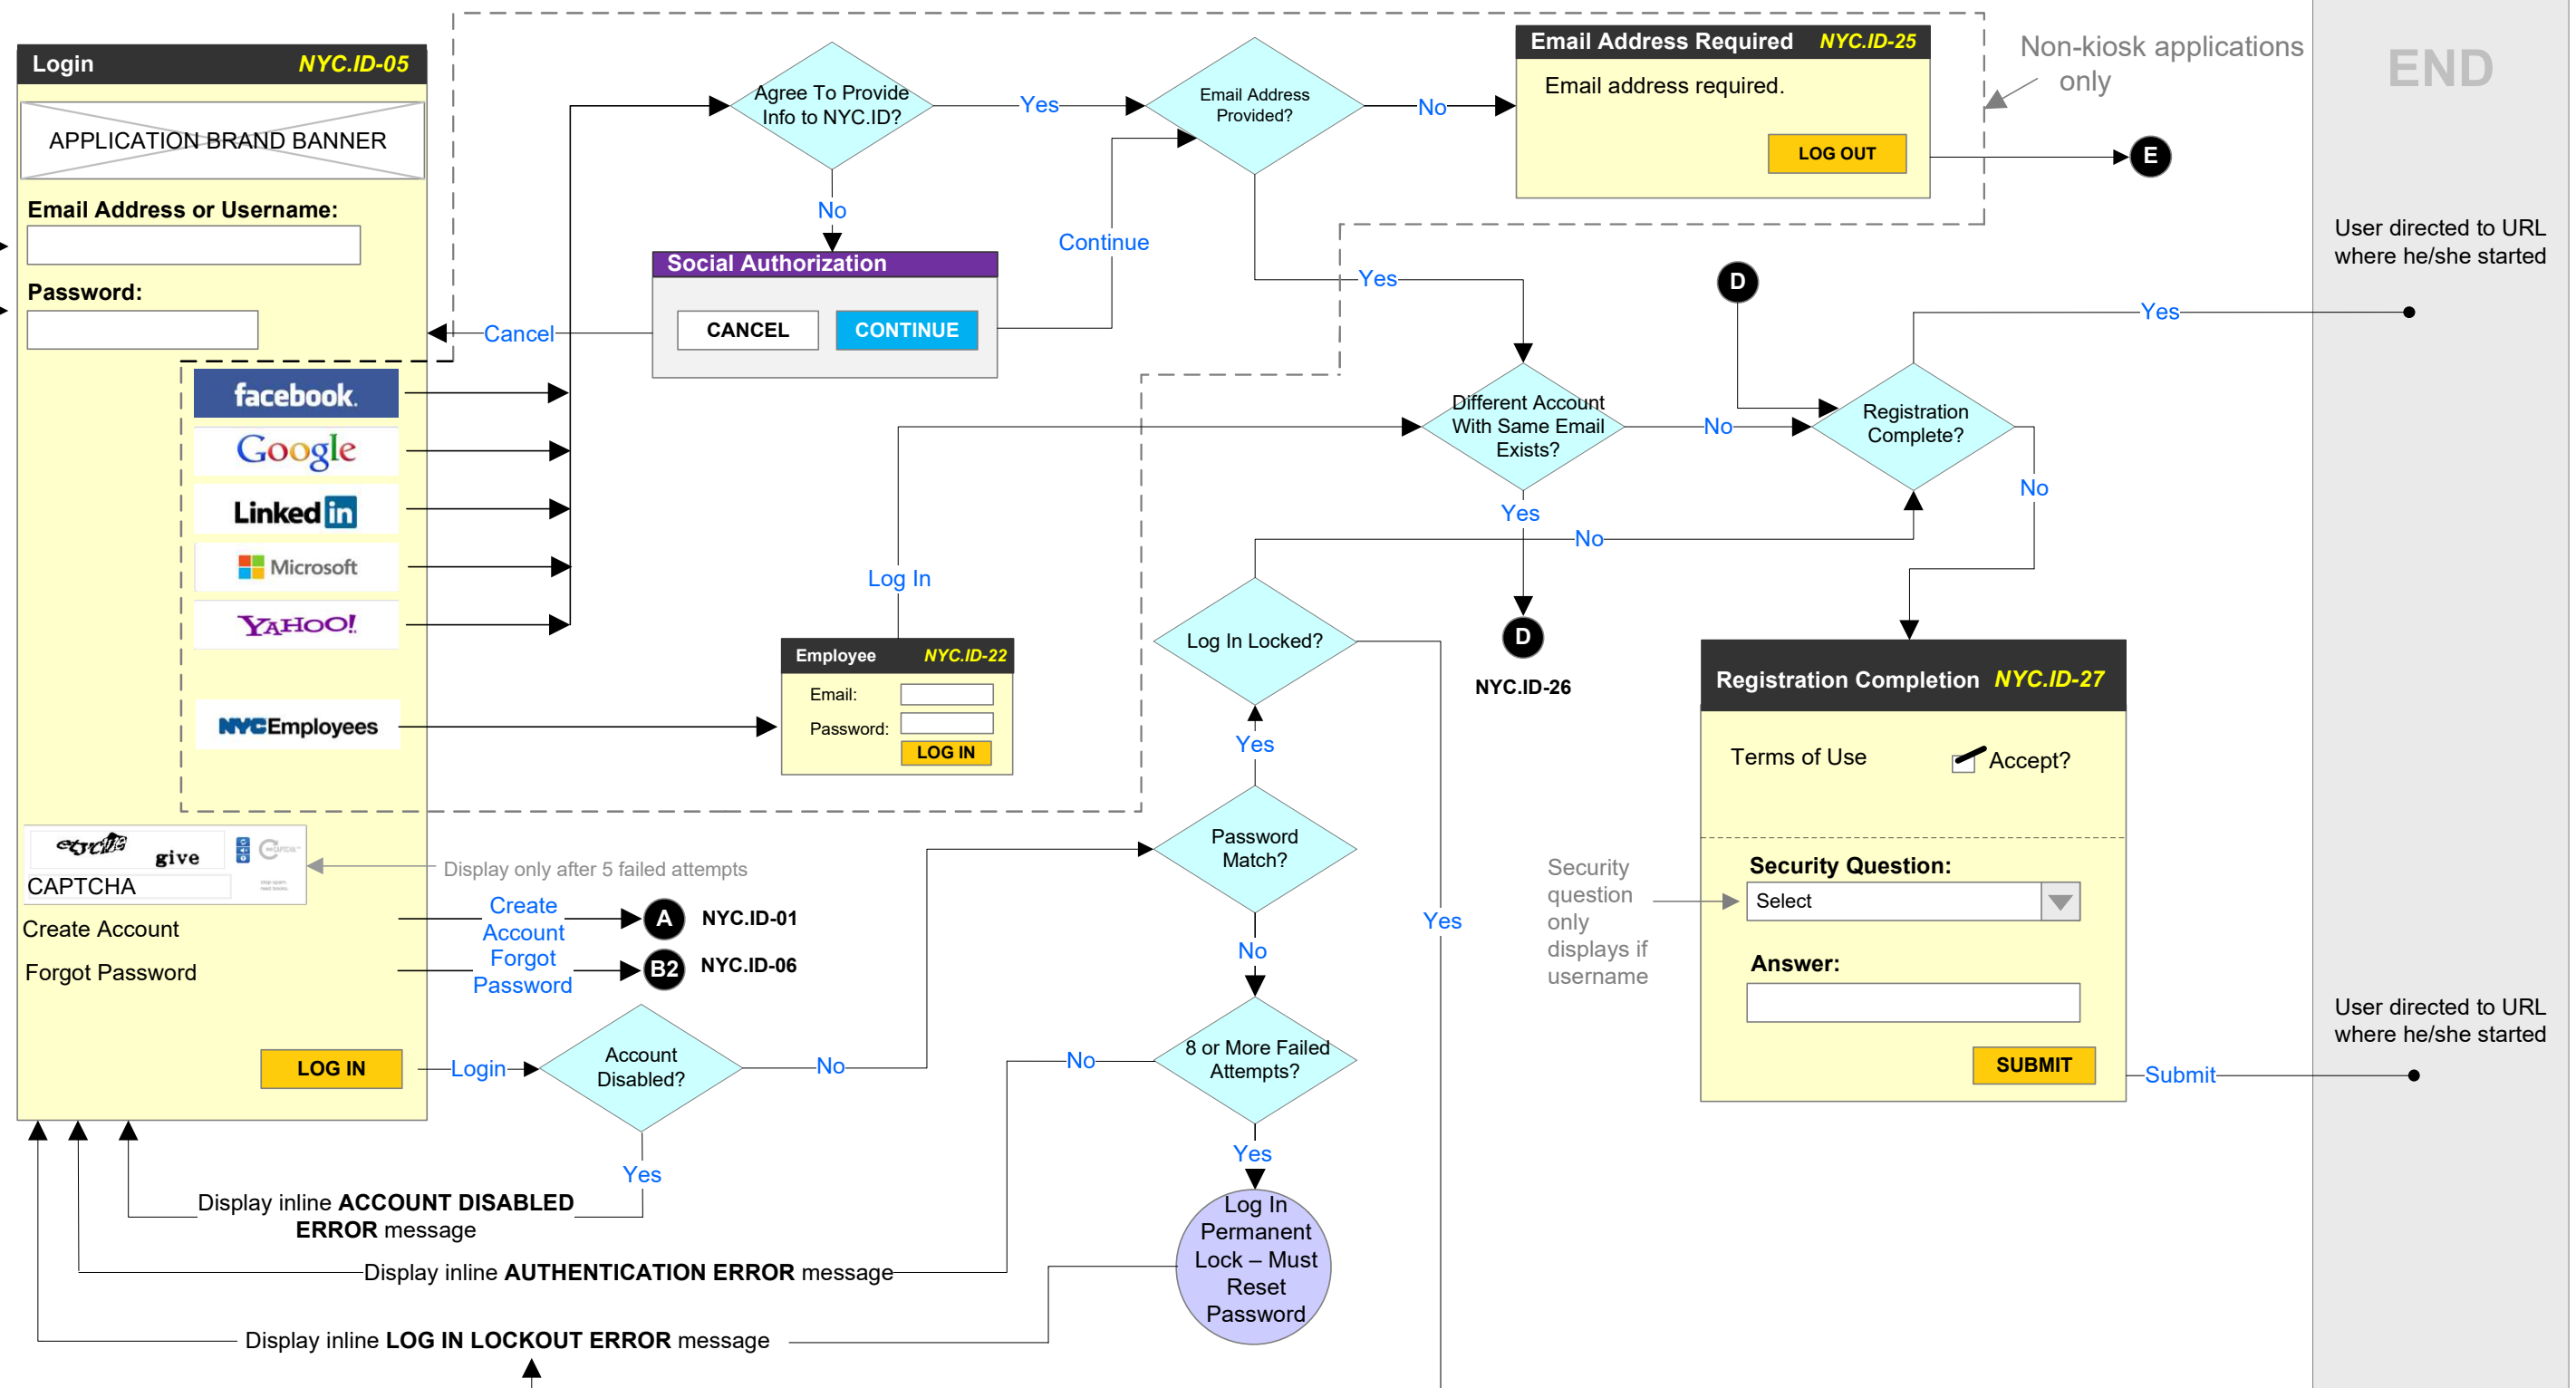 Login NYC.ID-05
APPLICATION BRAND BANNER
Email Address or Username:
Password:
facebook.
Google
Linked in
Microsoft
YAHOO!
NYCEmployees
give
CAPTCHA
Display only after 5 failed attempts
Create Account
Forgot Password
LOG IN
Create
Account
A NYC.ID-01
Forgot
Password
B2 NYC.ID-06
Login
Account
Disabled?
No
Yes
Display inline ACCOUNT DISABLED
ERROR message
Display inline AUTHENTICATION ERROR message
Display inline LOG IN LOCKOUT ERROR message
Agree To Provide
Info to NYC.ID?
Yes
No
Social Authorization
CANCEL
CONTINUE
Cancel
Continue
Email Address
Provided?
No
Yes
Email Address Required NYC.ID-25
Email address required.
LOG OUT
E
Non-kiosk applications
only
Employee NYC.ID-22
Email:
Password:
LOG IN
Log In
Different Account
With Same Email
Exists?
No
Yes
D
NYC.ID-26
D
Registration
Complete?
Yes
No
Log In Locked?
No
Yes
Password
Match?
Yes
No
8 or More Failed
Attempts?
No
Yes
Log In
Permanent
Lock – Must
Reset
Password
Registration Completion NYC.ID-27
Terms of Use
Accept?
Security
question
only
displays if
username
Security Question:
Select
Answer:
SUBMIT
Submit
END
User directed to URL
where he/she started
User directed to URL
where he/she started